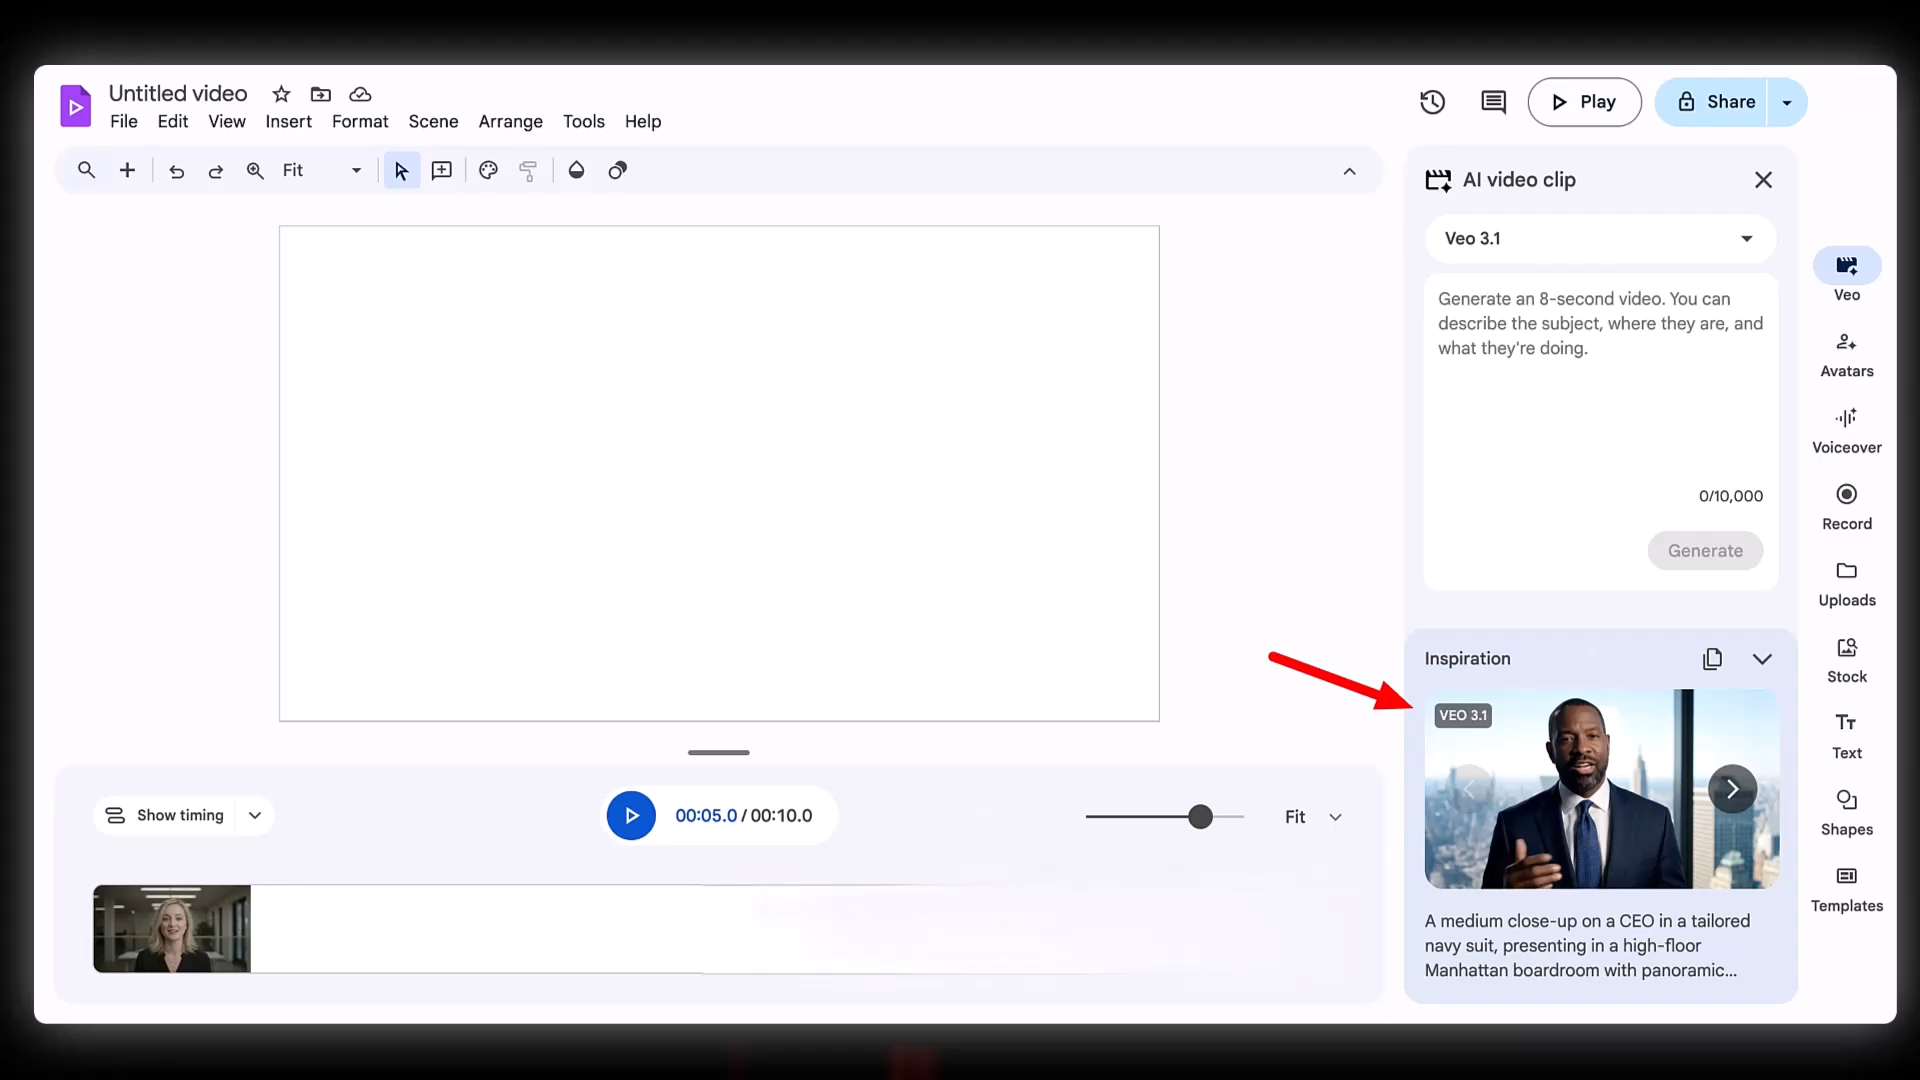 Untitled video
File Edit View Insert Format Scene Arrange Tools Help
Play
Share
Fit
AI video clip
Veo 3.1
Generate an 8-second video. You can
describe the subject, where they are, and
what they're doing.
0/10,000
Generate
Inspiration
VEO 3.1
A medium close-up on a CEO in a tailored
navy suit, presenting in a high-floor
Manhattan boardroom with panoramic...
Veo
Avatars
Voiceover
Record
Uploads
Stock
Text
Shapes
Templates
Show timing
00:05.0 / 00:10.0
Fit